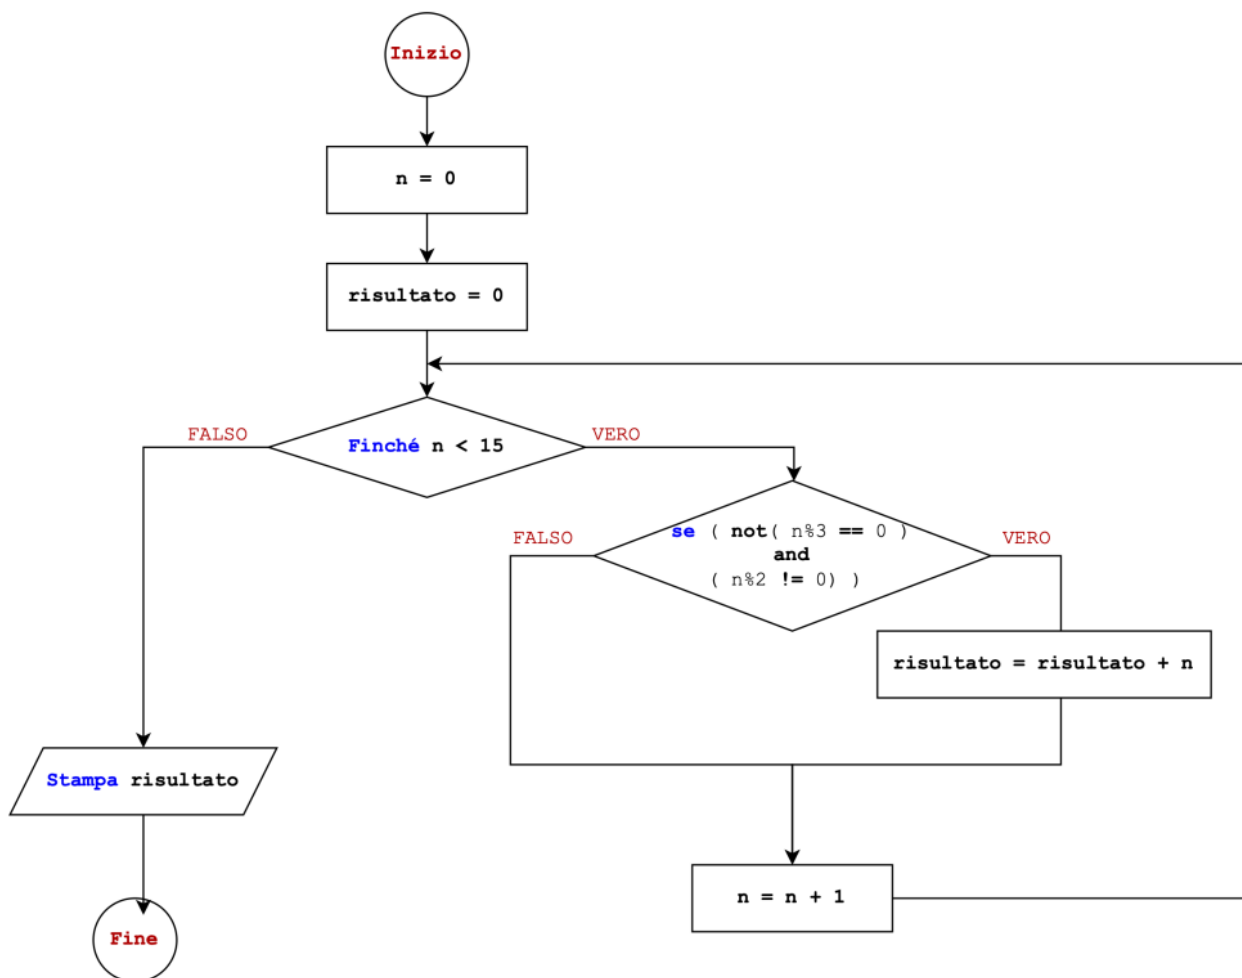 Inizio
n = 0
risultato = 0
FALSO
Finché n < 15
VERO
FALSO
se ( not( n%3 == 0 )
and
( n%2 != 0) )
VERO
risultato = risultato + n
Stampa risultato
n = n + 1
Fine